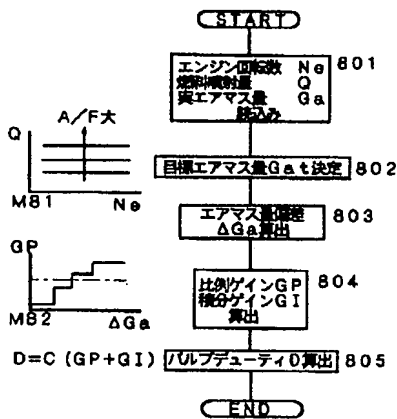 START
エンジン回転数 Ne
燃料噴射量 Q
実エアマス量 Ga
読込み
801
A/F大
Q
M81 Ne
目標エアマス量Gat決定
802
エアマス量偏差
ΔGa算出
803
GP
M82 ΔGa
比例ゲインGP
積分ゲインGI
算出
804
D=C(GP+GI)
バルブデューティD算出
805
END